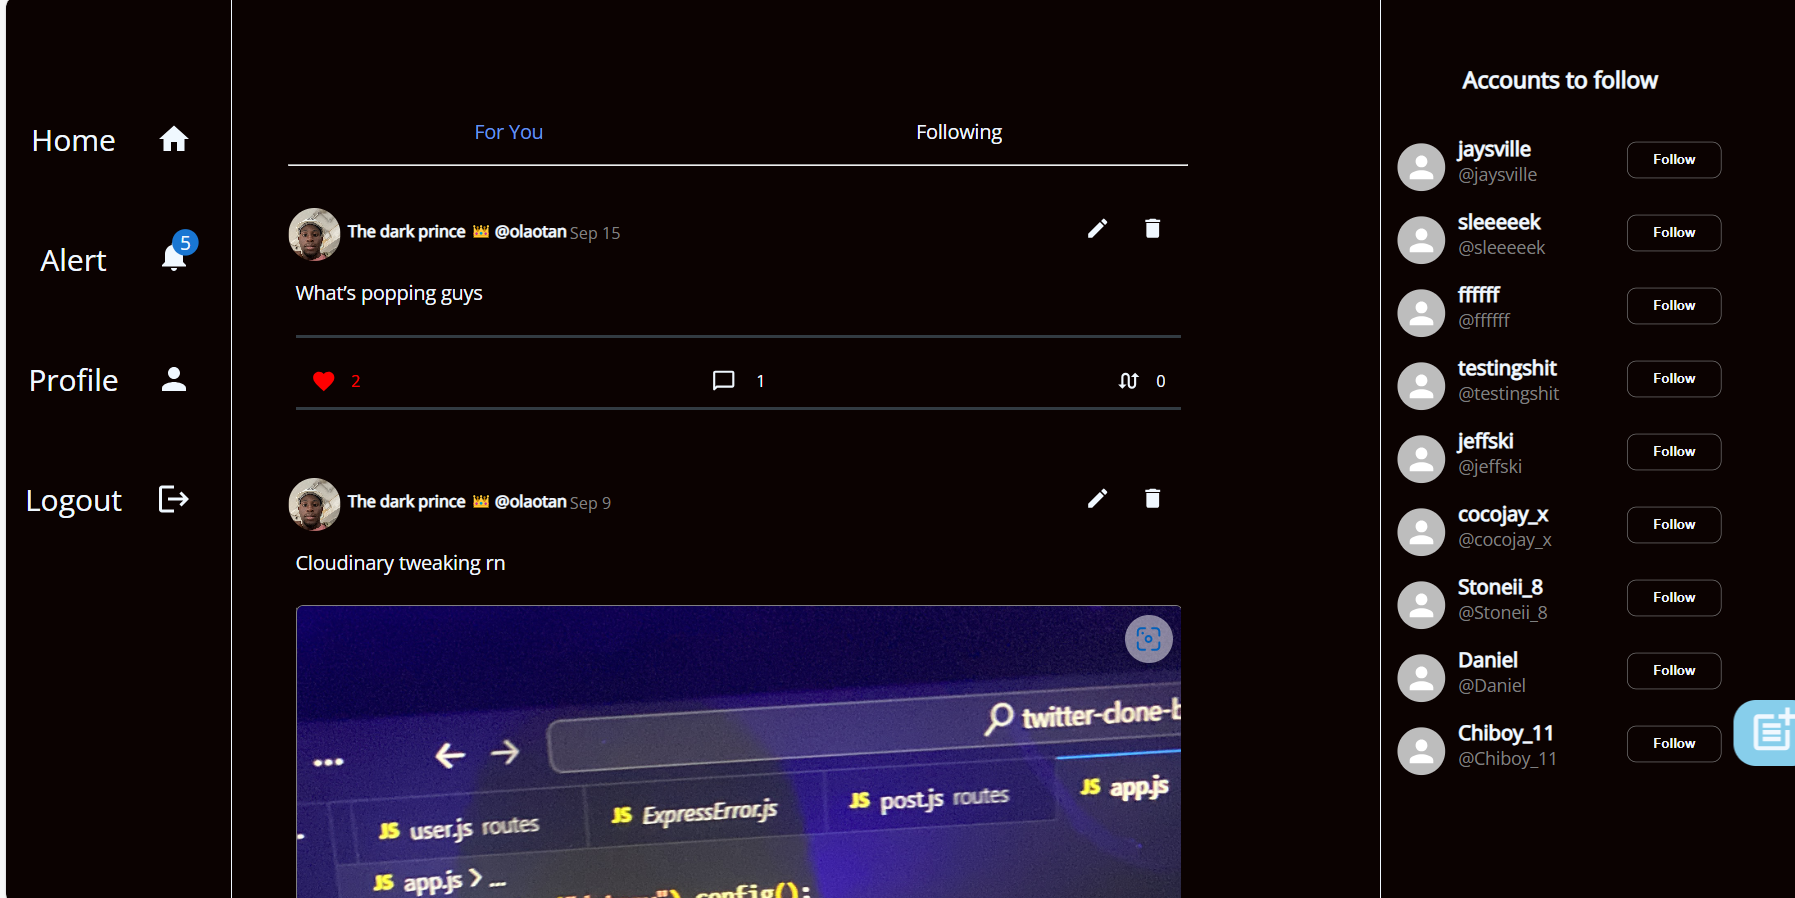 Home
Alert
5
Profile
Logout
For You
Following
The dark prince 👑 @olaotan Sep 15
What's popping guys
2
1
0
The dark prince 👑 @olaotan Sep 9
Cloudinary tweaking rn
twitter-clone-b
JS user.js routes
JS ExpressError.js
JS post.js routes
JS app.js
JS app.js > ...
").config();
Accounts to follow
jaysville
@jaysville
Follow
sleeeeek
@sleeeeek
Follow
ffffff
@ffffff
Follow
testingshit
@testingshit
Follow
jeffski
@jeffski
Follow
cocojay_x
@cocojay_x
Follow
Stoneii_8
@Stoneii_8
Follow
Daniel
@Daniel
Follow
Chiboy_11
@Chiboy_11
Follow